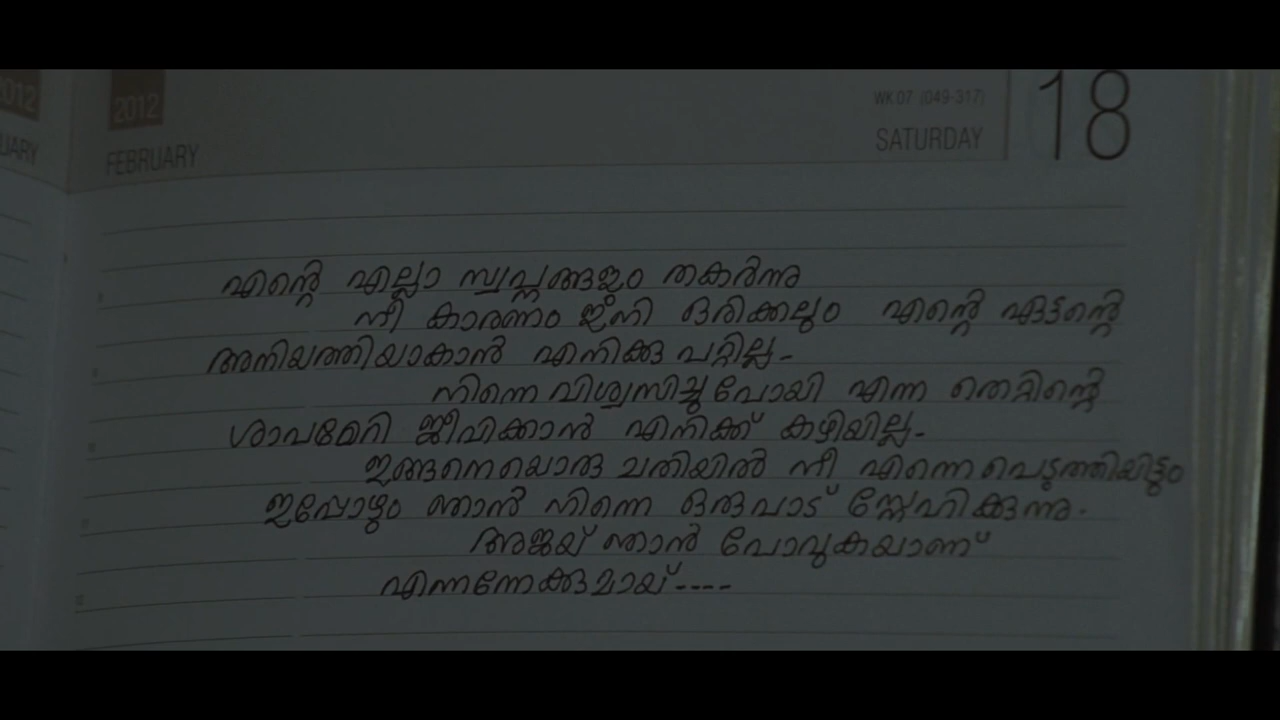 2012
UARY
2012
FEBRUARY
WK 07 (049-317)
SATURDAY
18
എന്റെ എല്ലാ സ്വപ്നങ്ങളും തകർന്നു
നീ കാരണം ഇനി ഒരിക്കലും എന്റെ ഏട്ടന്റെ
അനിയത്തിയാകാൻ എനിക്കു പറ്റില്ല-
നിന്നെ വിശ്വസിച്ചു പോയി എന്ന തെറ്റിന്റെ
ശാപമേറി ജീവിക്കാൻ എനിക്ക് കഴിയില്ല-
ഇങ്ങനെയൊരു ചതിയിൽ നീ എന്നെ പെടുത്തിയിട്ടും
ഇപ്പോഴും ഞാൻ നിന്നെ ഒരുപാട് സ്നേഹിക്കുന്നു.
അജയ് ഞാൻ പോവുകയാണ്
എന്നന്നേക്കുമായ്----